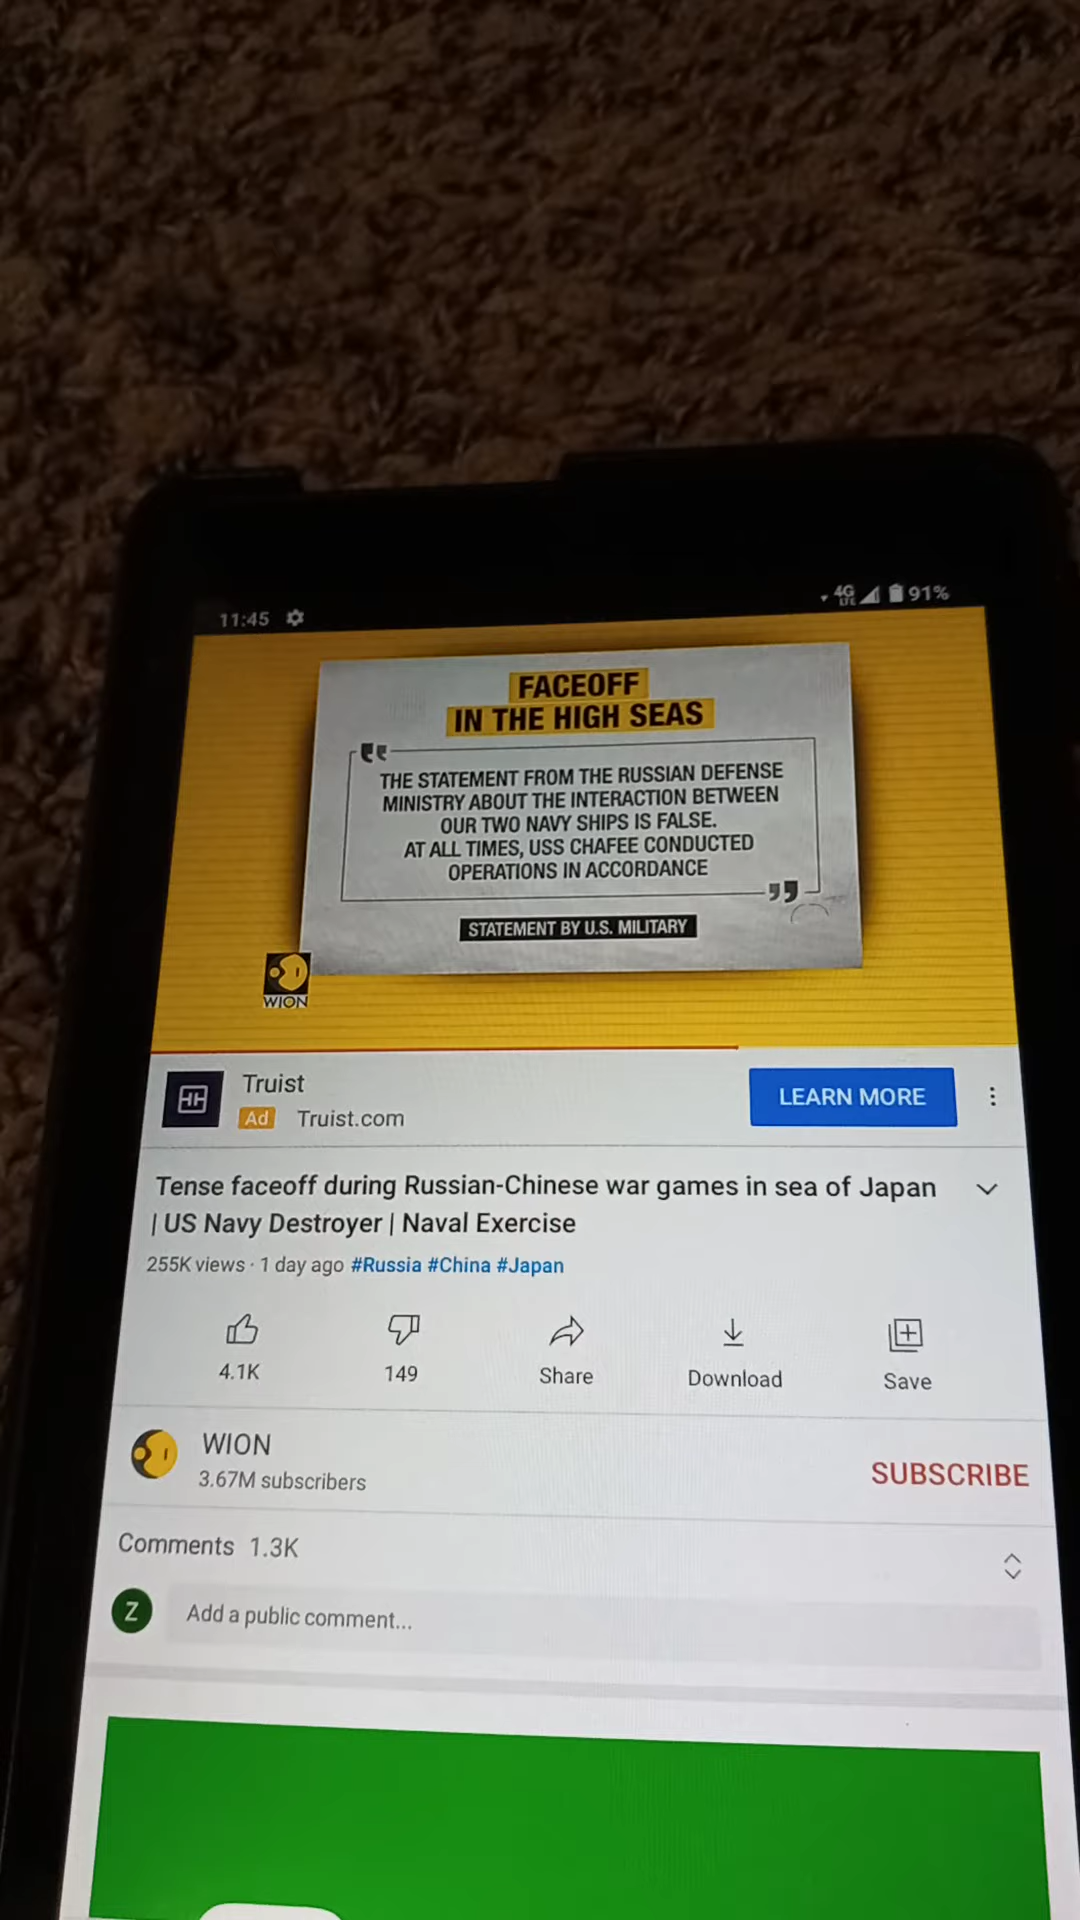 11:45
4G
LTE
91%
FACEOFF
IN THE HIGH SEAS
THE STATEMENT FROM THE RUSSIAN DEFENSE
MINISTRY ABOUT THE INTERACTION BETWEEN
OUR TWO NAVY SHIPS IS FALSE.
AT ALL TIMES, USS CHAFEE CONDUCTED
OPERATIONS IN ACCORDANCE
STATEMENT BY U.S. MILITARY
WION
Truist
Ad Truist.com
LEARN MORE
Tense faceoff during Russian-Chinese war games in sea of Japan
| US Navy Destroyer | Naval Exercise
255K views · 1 day ago #Russia #China #Japan
4.1K
149
Share
Download
Save
WION
3.67M subscribers
SUBSCRIBE
Comments 1.3K
Z
Add a public comment...